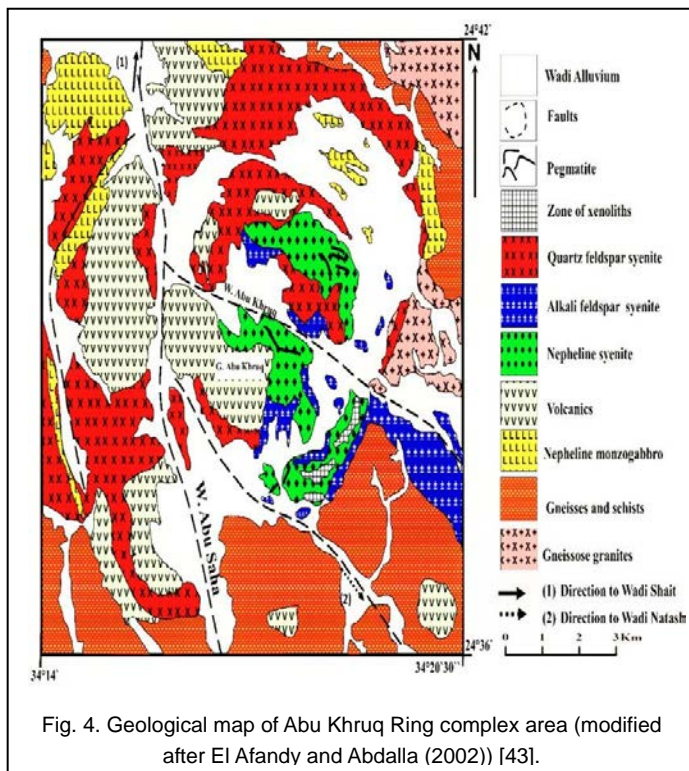 24°42'
(1)
N
W. Abu Khruq
G. Abu Khruq
W. Abu Saha
(2)
24°36'
34°14'
34°20'30"
Wadi Alluvium
Faults
Pegmatite
Zone of xenoliths
Quartz feldspar syenite
Alkali feldspar syenite
Nepheline syenite
Volcanics
Nepheline monzogabbro
Gneisses and schists
Gneissose granites
(1) Direction to Wadi Shait
(2) Direction to Wadi Natash
0 1 2 3Km
Fig. 4. Geological map of Abu Khruq Ring complex area (modified
after El Afandy and Abdalla (2002)) [43].